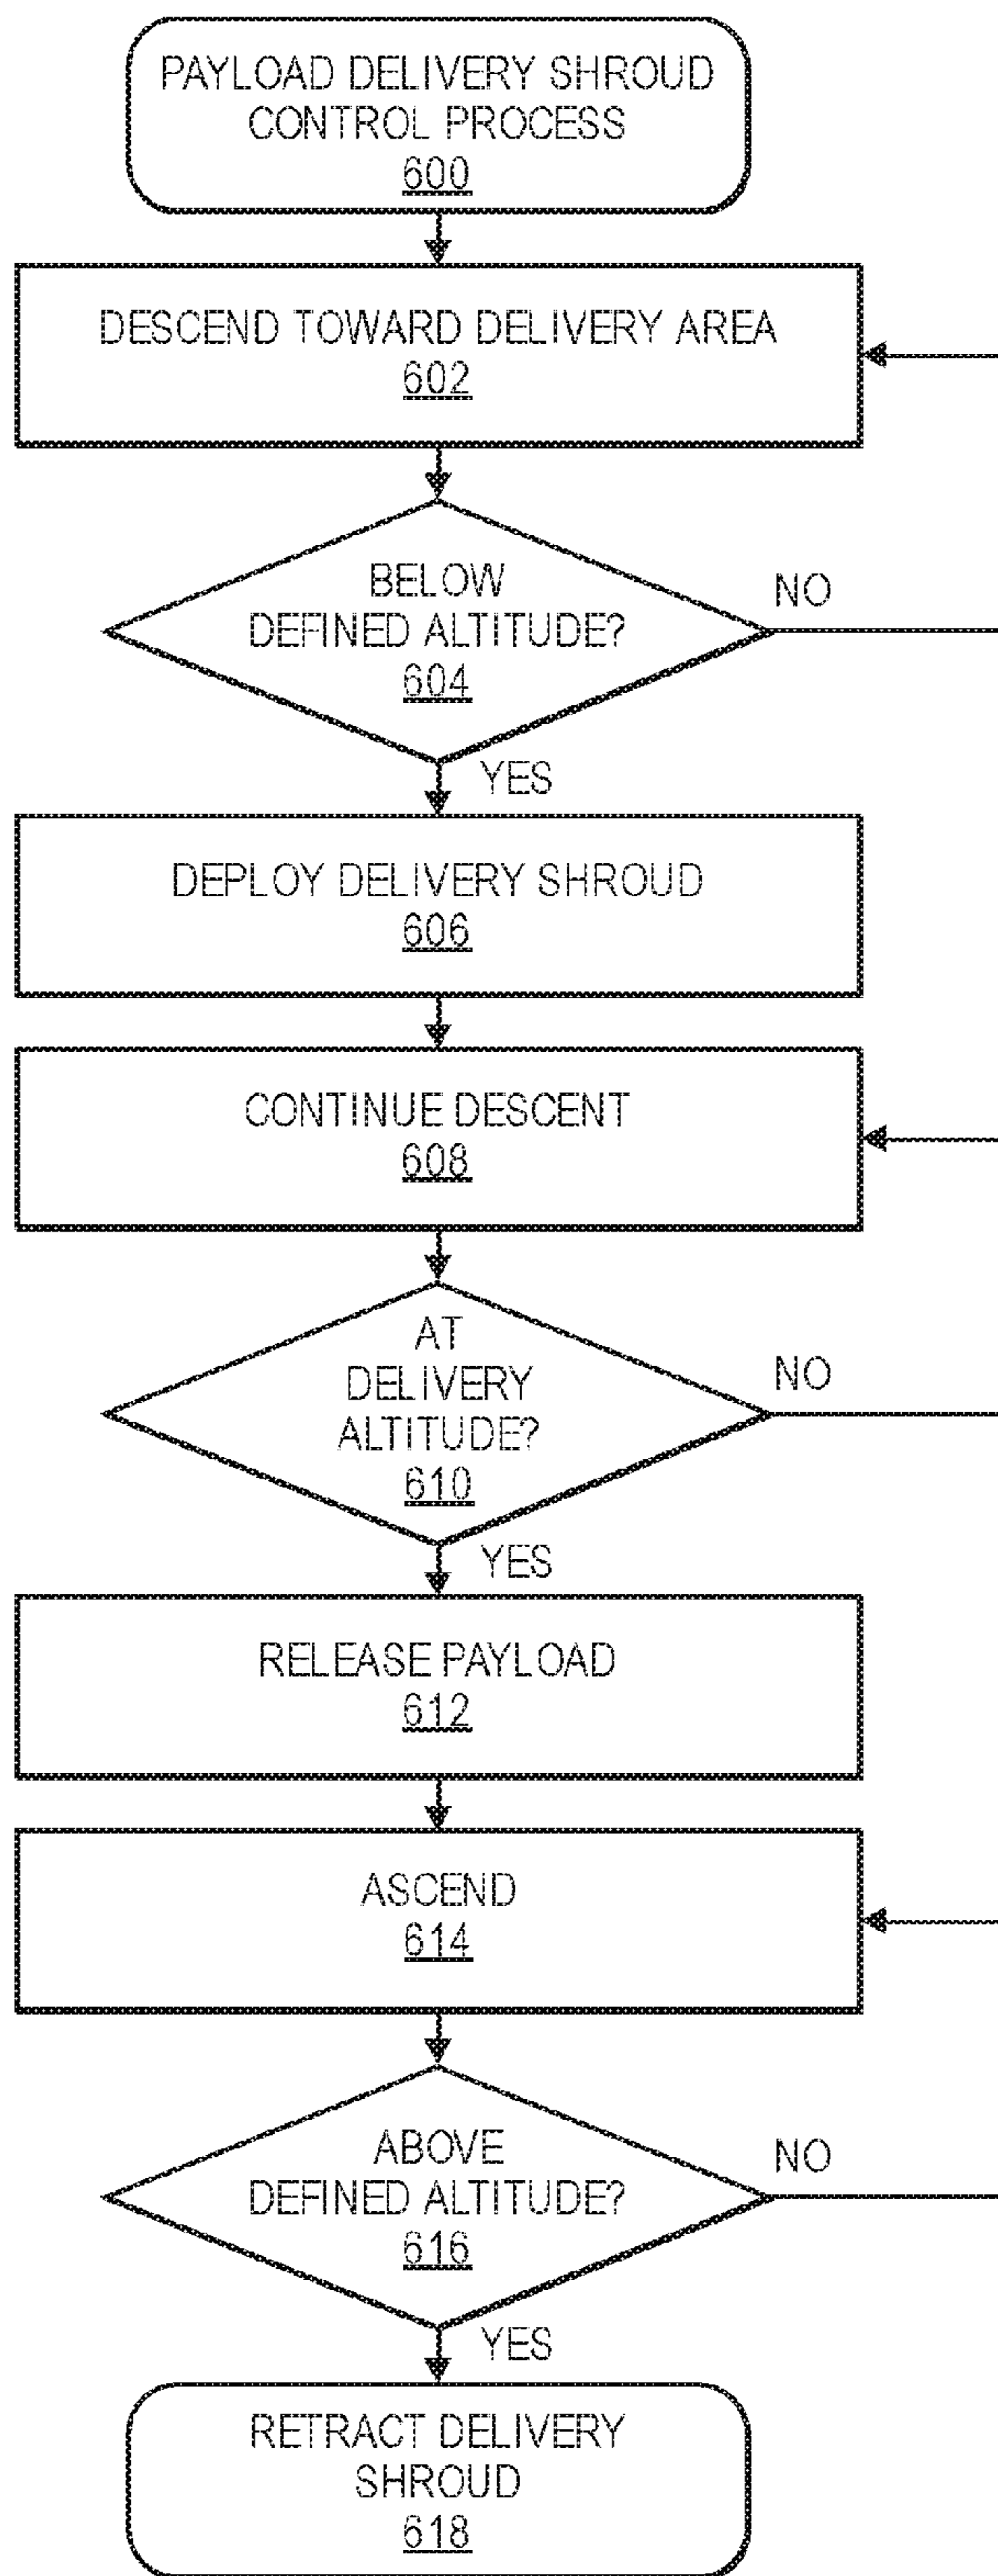 PAYLOAD DELIVERY SHROUD
CONTROL PROCESS
600
DESCEND TOWARD DELIVERY AREA
602
BELOW
DEFINED ALTITUDE?
604
NO
YES
DEPLOY DELIVERY SHROUD
606
CONTINUE DESCENT
608
AT
DELIVERY
ALTITUDE?
610
NO
YES
RELEASE PAYLOAD
612
ASCEND
614
ABOVE
DEFINED ALTITUDE?
616
NO
YES
RETRACT DELIVERY
SHROUD
618